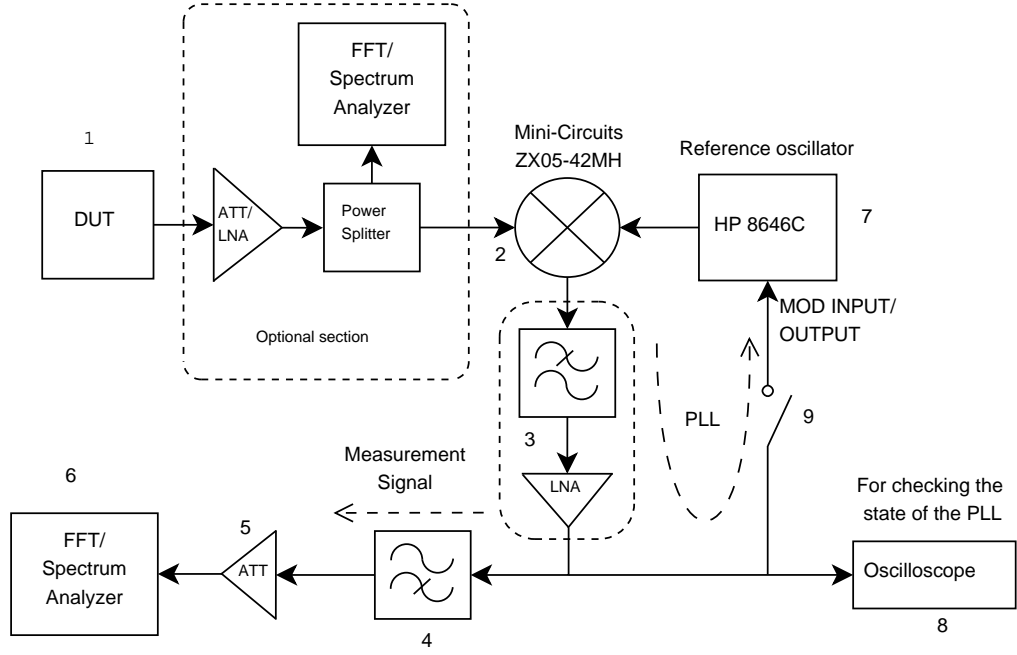 FFT/
Spectrum
Analyzer
1
DUT
ATT/
LNA
Power
Splitter
Optional section
Mini-Circuits
ZX05-42MH
2
Reference oscillator
HP 8646C
7
MOD INPUT/
OUTPUT
3
LNA
PLL
9
Measurement
Signal
6
FFT/
Spectrum
Analyzer
5
ATT
4
For checking the
state of the PLL
Oscilloscope
8